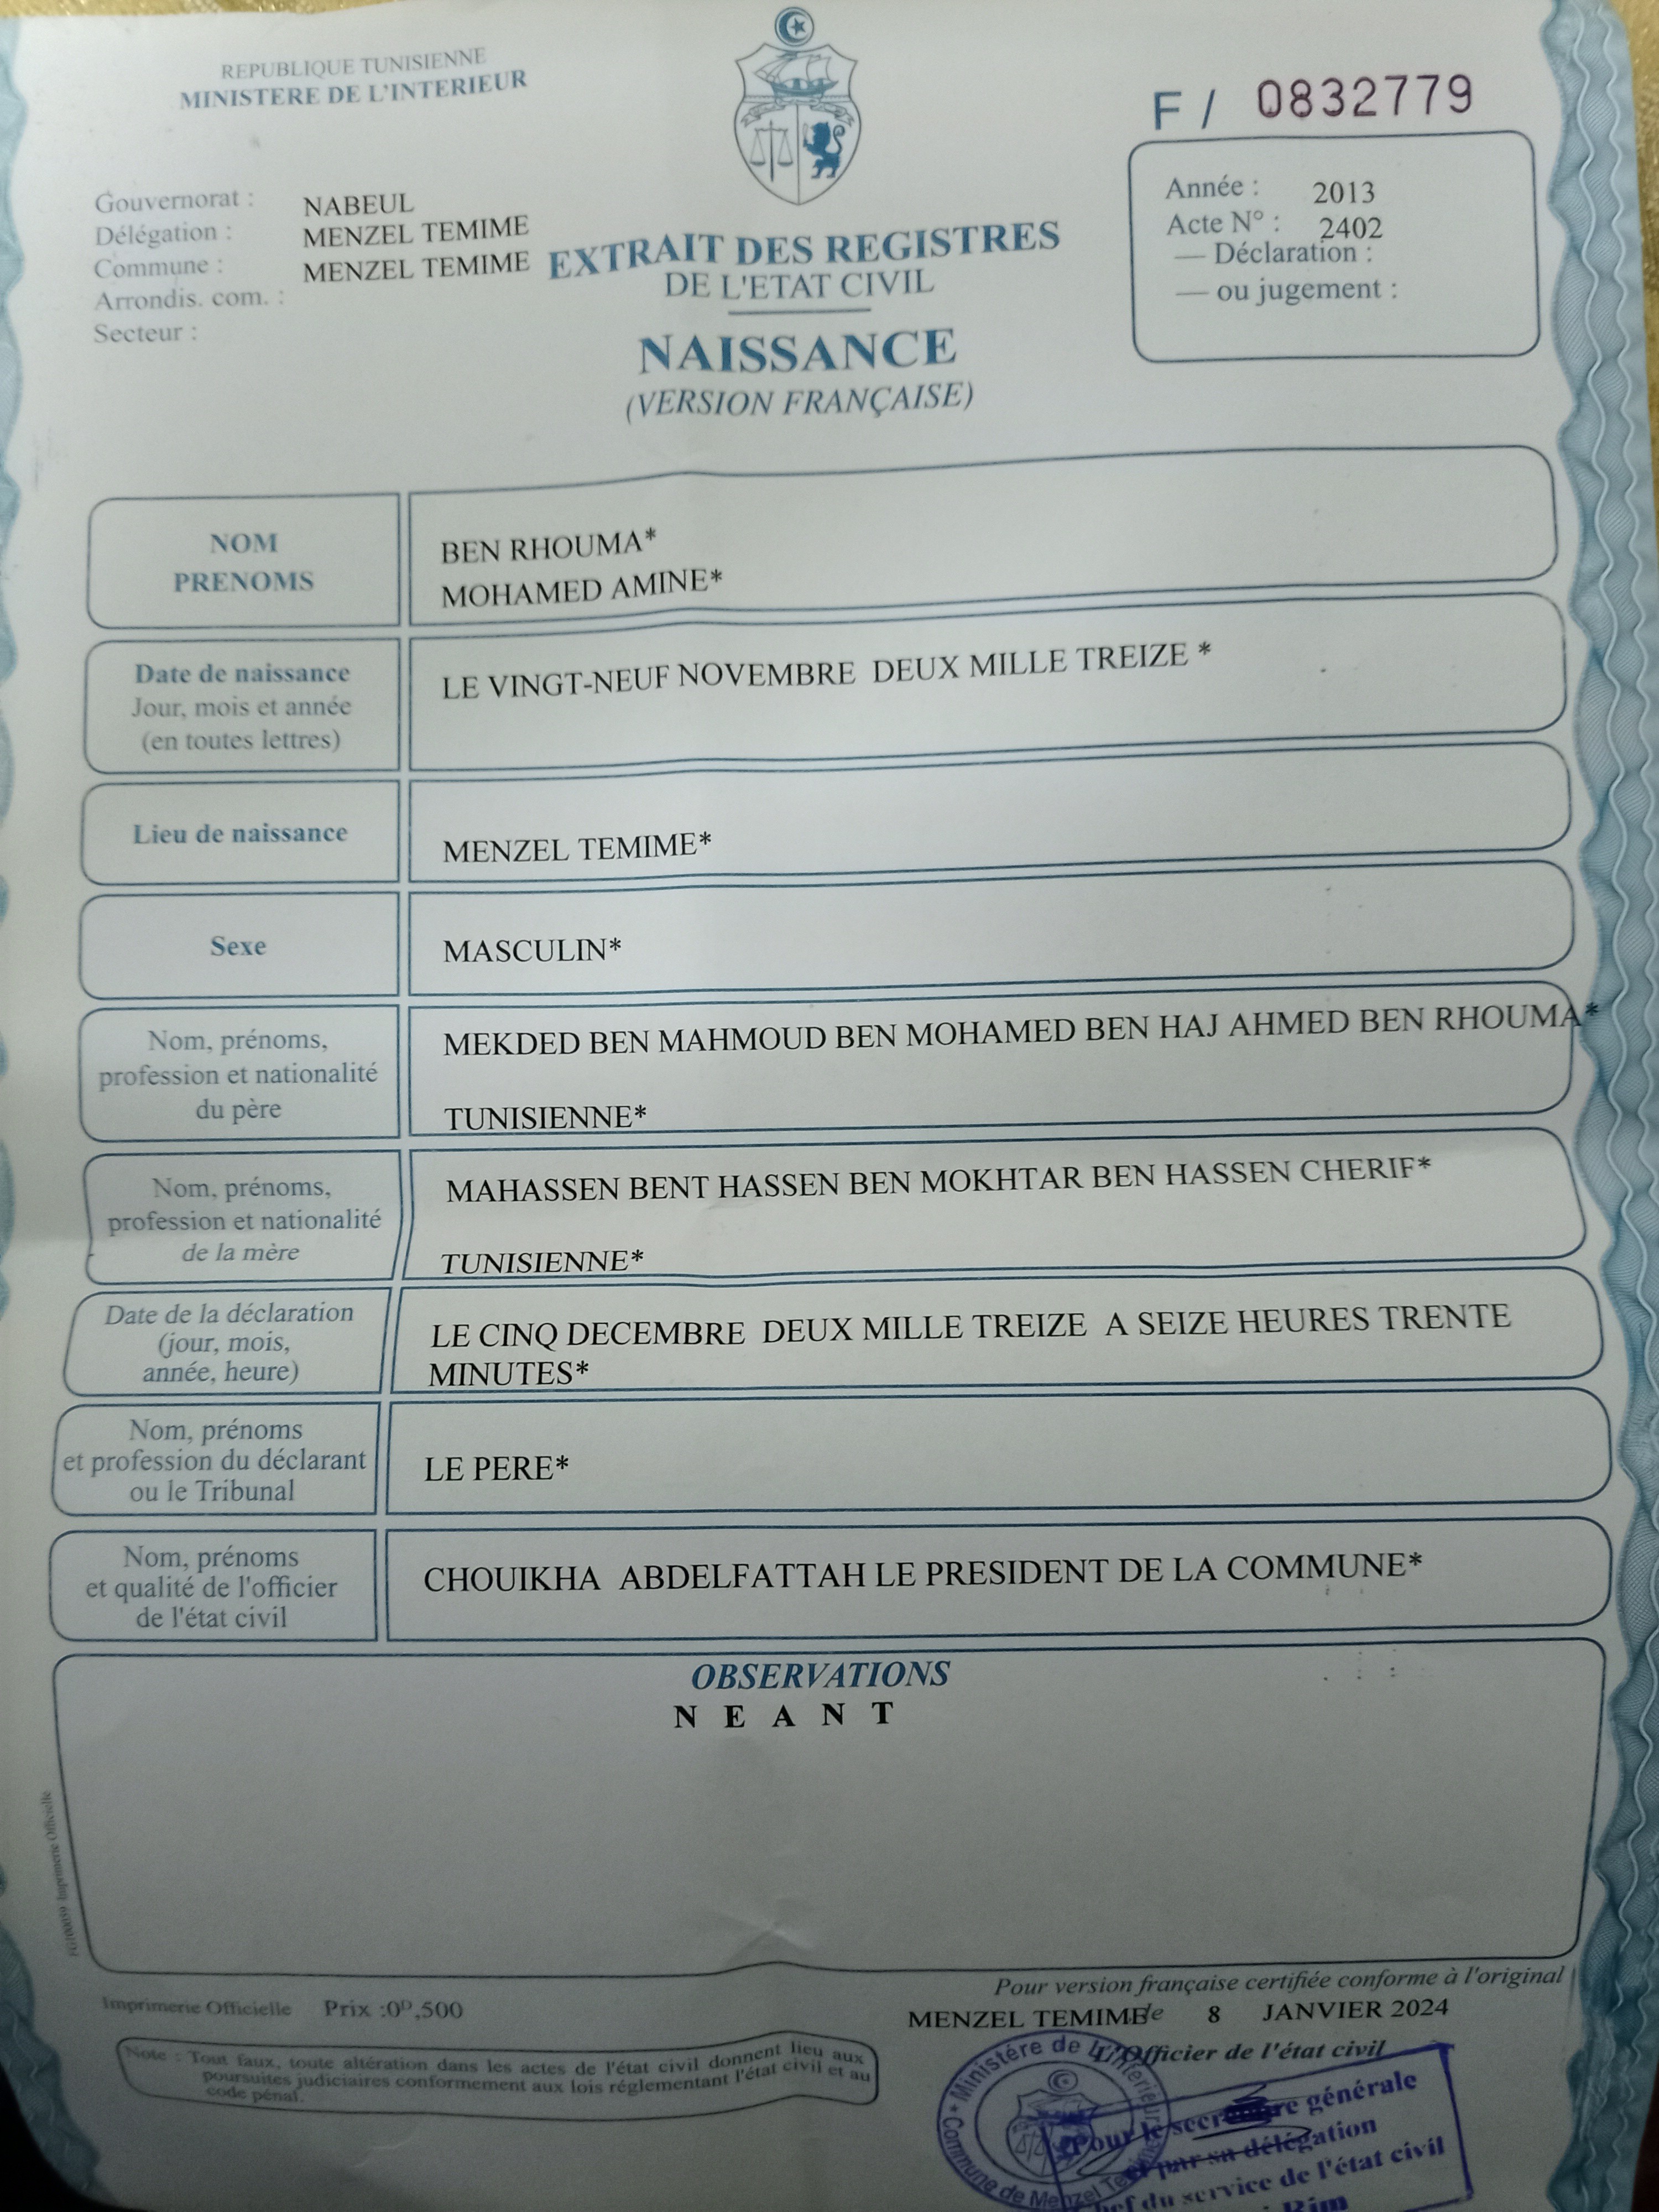 REPUBLIQUE TUNISIENNE
MINISTERE DE L'INTERIEUR
F / 0832779
Gouvernorat : NABEUL
Délégation : MENZEL TEMIME
Commune : MENZEL TEMIME
Arrondis. com. :
Secteur :
EXTRAIT DES REGISTRES
DE L'ETAT CIVIL
NAISSANCE
(VERSION FRANÇAISE)
Année : 2013
Acte N° : 2402
— Déclaration :
— ou jugement :
NOM
PRENOMS
BEN RHOUMA*
MOHAMED AMINE*
Date de naissance
Jour, mois et année
(en toutes lettres)
LE VINGT-NEUF NOVEMBRE DEUX MILLE TREIZE *
Lieu de naissance
MENZEL TEMIME*
Sexe
MASCULIN*
Nom, prénoms,
profession et nationalité
du père
MEKDED BEN MAHMOUD BEN MOHAMED BEN HAJ AHMED BEN RHOUMA*
TUNISIENNE*
Nom, prénoms,
profession et nationalité
de la mère
MAHASSEN BENT HASSEN BEN MOKHTAR BEN HASSEN CHERIF*
TUNISIENNE*
Date de la déclaration
(jour, mois,
année, heure)
LE CINQ DECEMBRE DEUX MILLE TREIZE A SEIZE HEURES TRENTE
MINUTES*
Nom, prénoms
et profession du déclarant
ou le Tribunal
LE PERE*
Nom, prénoms
et qualité de l'officier
de l'état civil
CHOUIKHA ABDELFATTAH LE PRESIDENT DE LA COMMUNE*
OBSERVATIONS
N E A N T
Imprimerie Officielle
Pour version française certifiée conforme à l'original
Imprimerie Officielle Prix :0ᴰ,500
MENZEL TEMIME le 8 JANVIER 2024
L'Officier de l'état civil
Note : Tout faux, toute altération dans les actes de l'état civil donnent lieu aux
poursuites judiciaires conformement aux lois réglementant l'état civil et au
code pénal.
Ministère de L'Intérieur
Commune de Menzel
Pour le secrétaire générale
et par sa délégation
du service de l'état civil
Rim